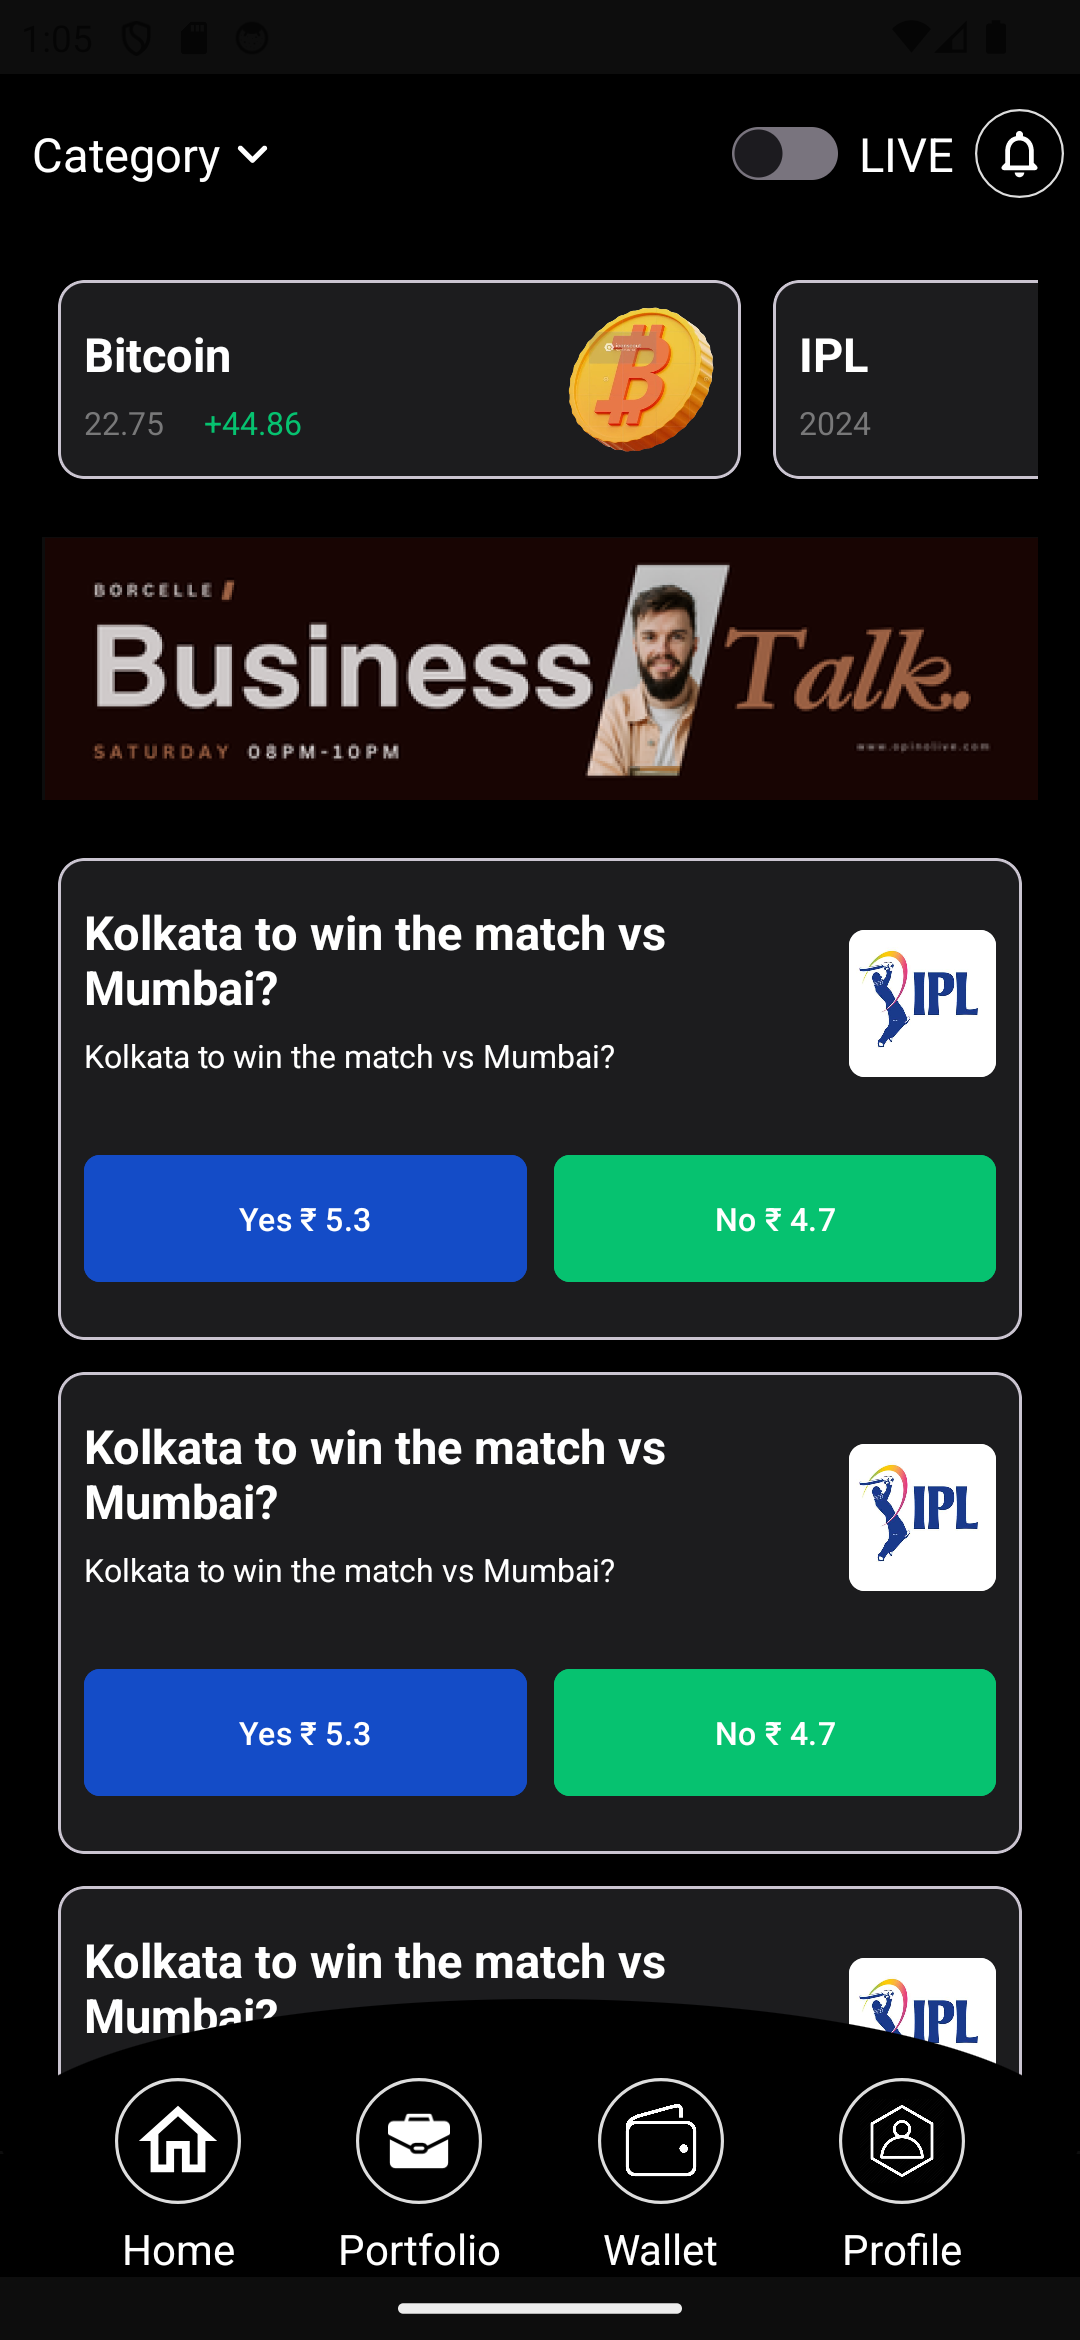 1:05
Category
LIVE
Bitcoin
22.75 +44.86
IPL
2024
BORCELLE
Business Talk.
SATURDAY 08PM-10PM
www.opinolive.com
Kolkata to win the match vs
Mumbai?
Kolkata to win the match vs Mumbai?
IPL
Yes ₹ 5.3
No ₹ 4.7
Kolkata to win the match vs
Mumbai?
Kolkata to win the match vs Mumbai?
IPL
Yes ₹ 5.3
No ₹ 4.7
Kolkata to win the match vs
Mumbai?
IPL
Home
Portfolio
Wallet
Profile